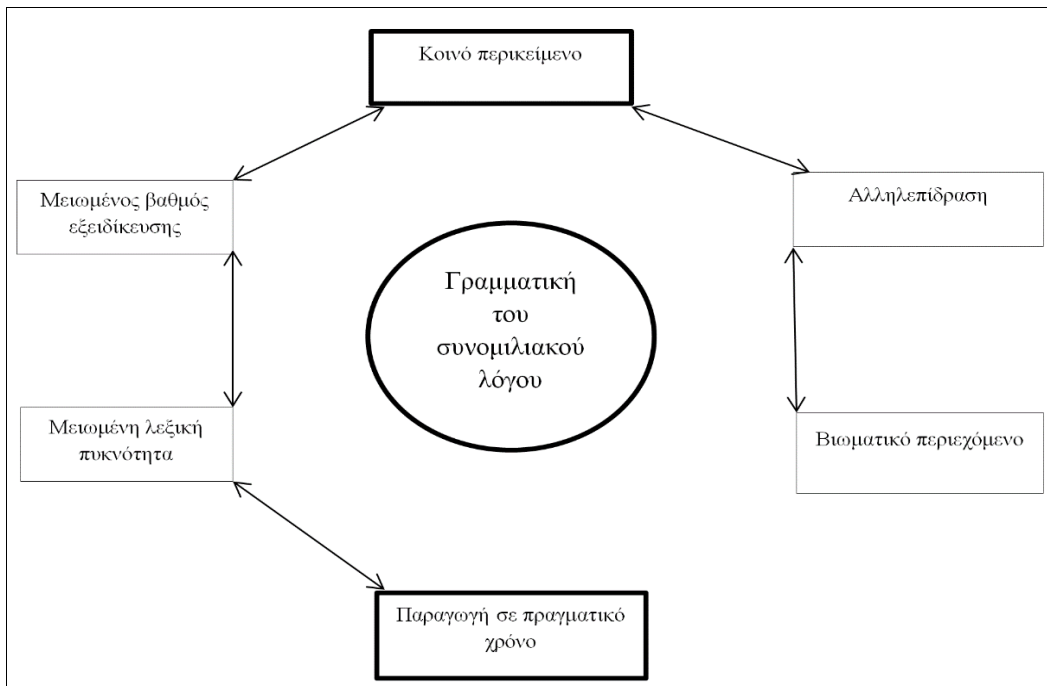 Κοινό περικείμενο
Μειωμένος βαθμός
εξειδίκευσης
Αλληλεπίδραση
Γραμματική
του
συνομιλιακού
λόγου
Μειωμένη λεξική
πυκνότητα
Βιωματικό περιεχόμενο
Παραγωγή σε πραγματικό
χρόνο